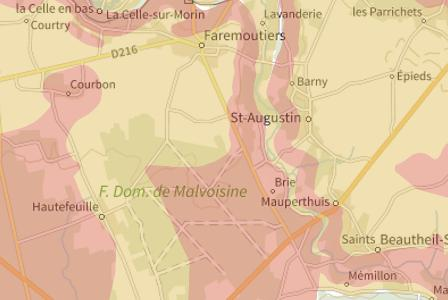 la Celle en bas
La Celle-sur-Morin
Lavanderie
les Parrichets
Courtry
Faremoutiers
D216
Barny
Épieds
Courbon
St-Augustin
F. Dom. de Malvoisine
Brie
Mauperthuis
Hautefeuille
Saints
Beautheil-S
Mémillon
Ma